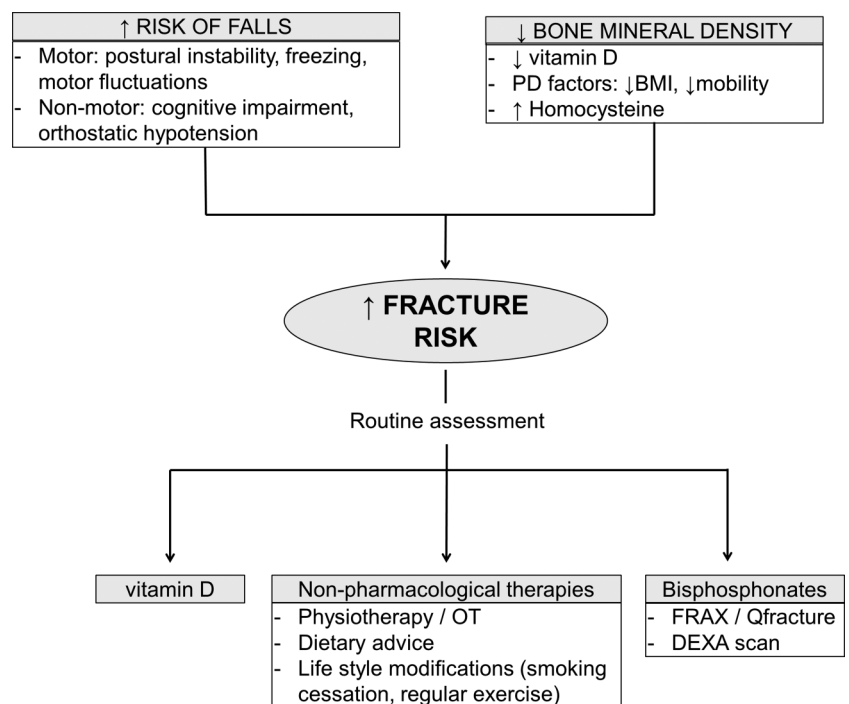 ↑ RISK OF FALLS
- Motor: postural instability, freezing,
motor fluctuations
- Non-motor: cognitive impairment,
orthostatic hypotension
↓ BONE MINERAL DENSITY
- ↓ vitamin D
- PD factors: ↓BMI, ↓mobility
- ↑ Homocysteine
↑ FRACTURE
RISK
Routine assessment
vitamin D
Non-pharmacological therapies
- Physiotherapy / OT
- Dietary advice
- Life style modifications (smoking
cessation, regular exercise)
Bisphosphonates
- FRAX / Qfracture
- DEXA scan